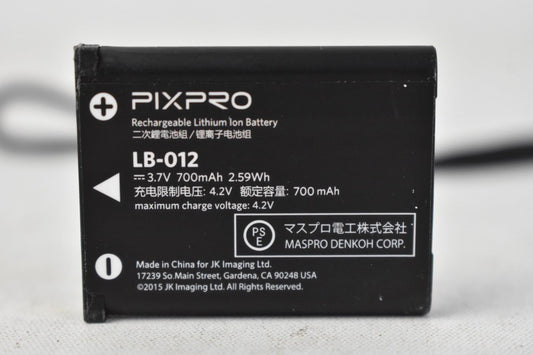 PIXPRO
Rechargeable Lithium Ion Battery
二次鋰電池組/锂离子电池组
LB-012
⎓3.7V 700mAh 2.59Wh
充电限制电压: 4.2V 额定容量: 700mAh
maximum charge voltage: 4.2V
PS
E
マスプロ電工株式会社
MASPRO DENKOH CORP.
Made in China for JK Imaging Ltd.
17239 So.Main Street, Gardena, CA 90248 USA
©2015 JK Imaging Ltd. All Rights Reserved.